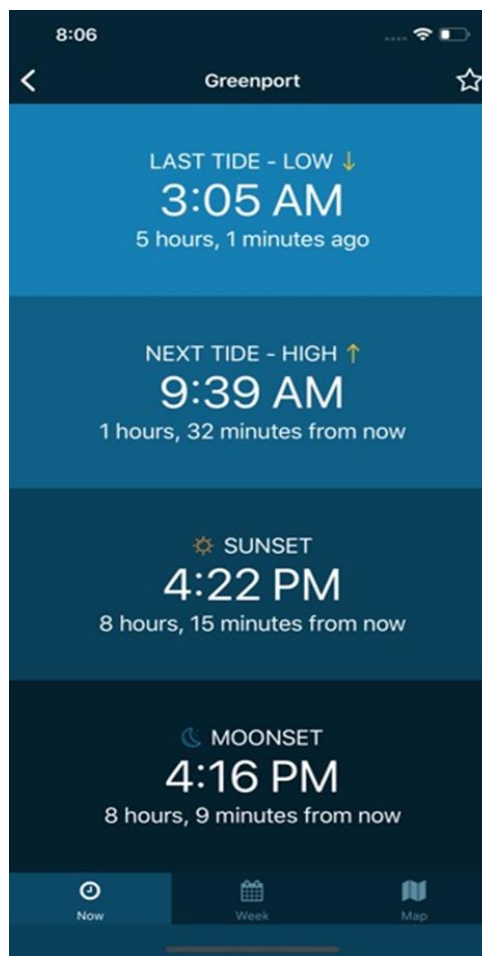 8:06
Greenport
LAST TIDE - LOW ↓
3:05 AM
5 hours, 1 minutes ago
NEXT TIDE - HIGH ↑
9:39 AM
1 hours, 32 minutes from now
SUNSET
4:22 PM
8 hours, 15 minutes from now
MOONSET
4:16 PM
8 hours, 9 minutes from now
Now Week Map